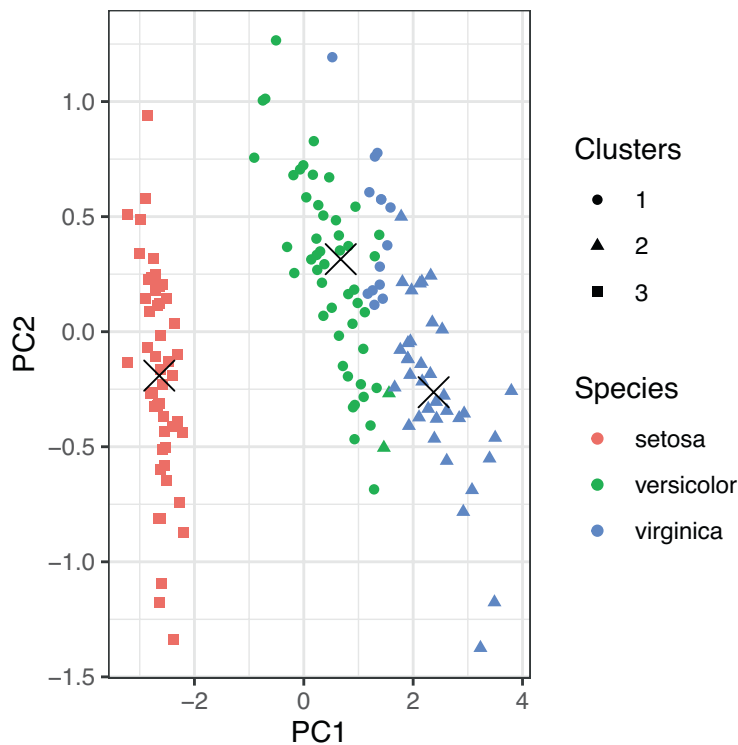 Clusters
1
2
3
Species
setosa
versicolor
virginica
PC2
1.0
0.5
0.0
−0.5
−1.0
−1.5
−2
0
2
4
PC1